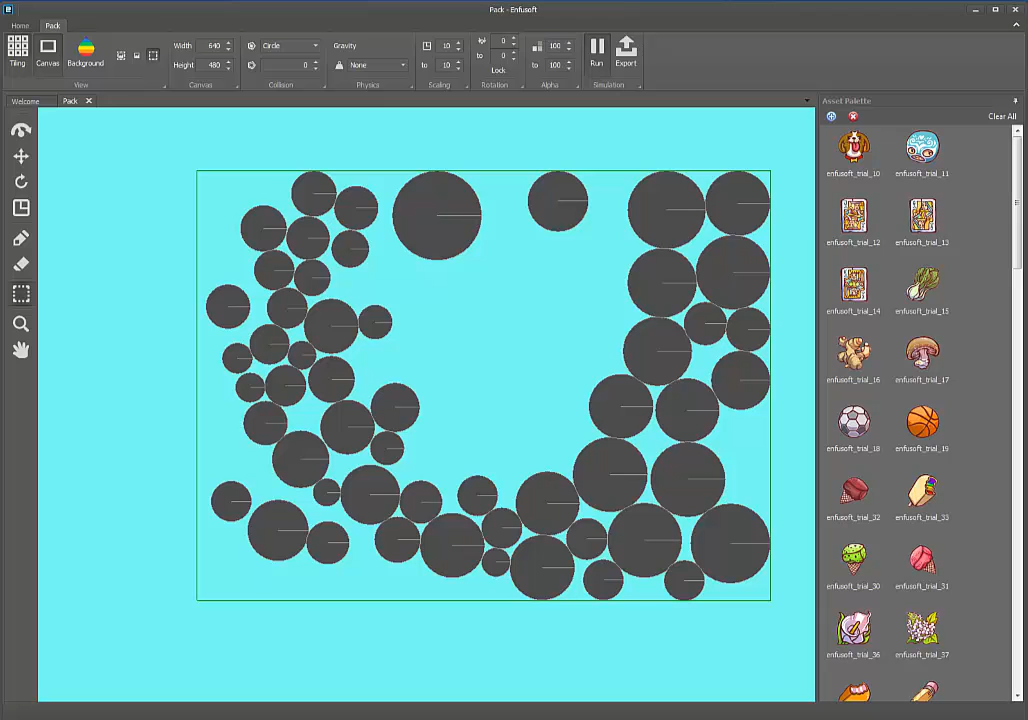 Pack - Enfusoft
Home Pack
Tiling Canvas Background
Width 640
Height 480
Circle
0
Gravity
None
10
to 10
0
to 0
Lock
100
to 100
Run Export
View Canvas Collision Physics Scaling Rotation Alpha Simulation
Welcome Pack
Asset Palette
Clear All
enfusoft_trial_10 enfusoft_trial_11
enfusoft_trial_12 enfusoft_trial_13
enfusoft_trial_14 enfusoft_trial_15
enfusoft_trial_16 enfusoft_trial_17
enfusoft_trial_18 enfusoft_trial_19
enfusoft_trial_32 enfusoft_trial_33
enfusoft_trial_30 enfusoft_trial_31
enfusoft_trial_36 enfusoft_trial_37